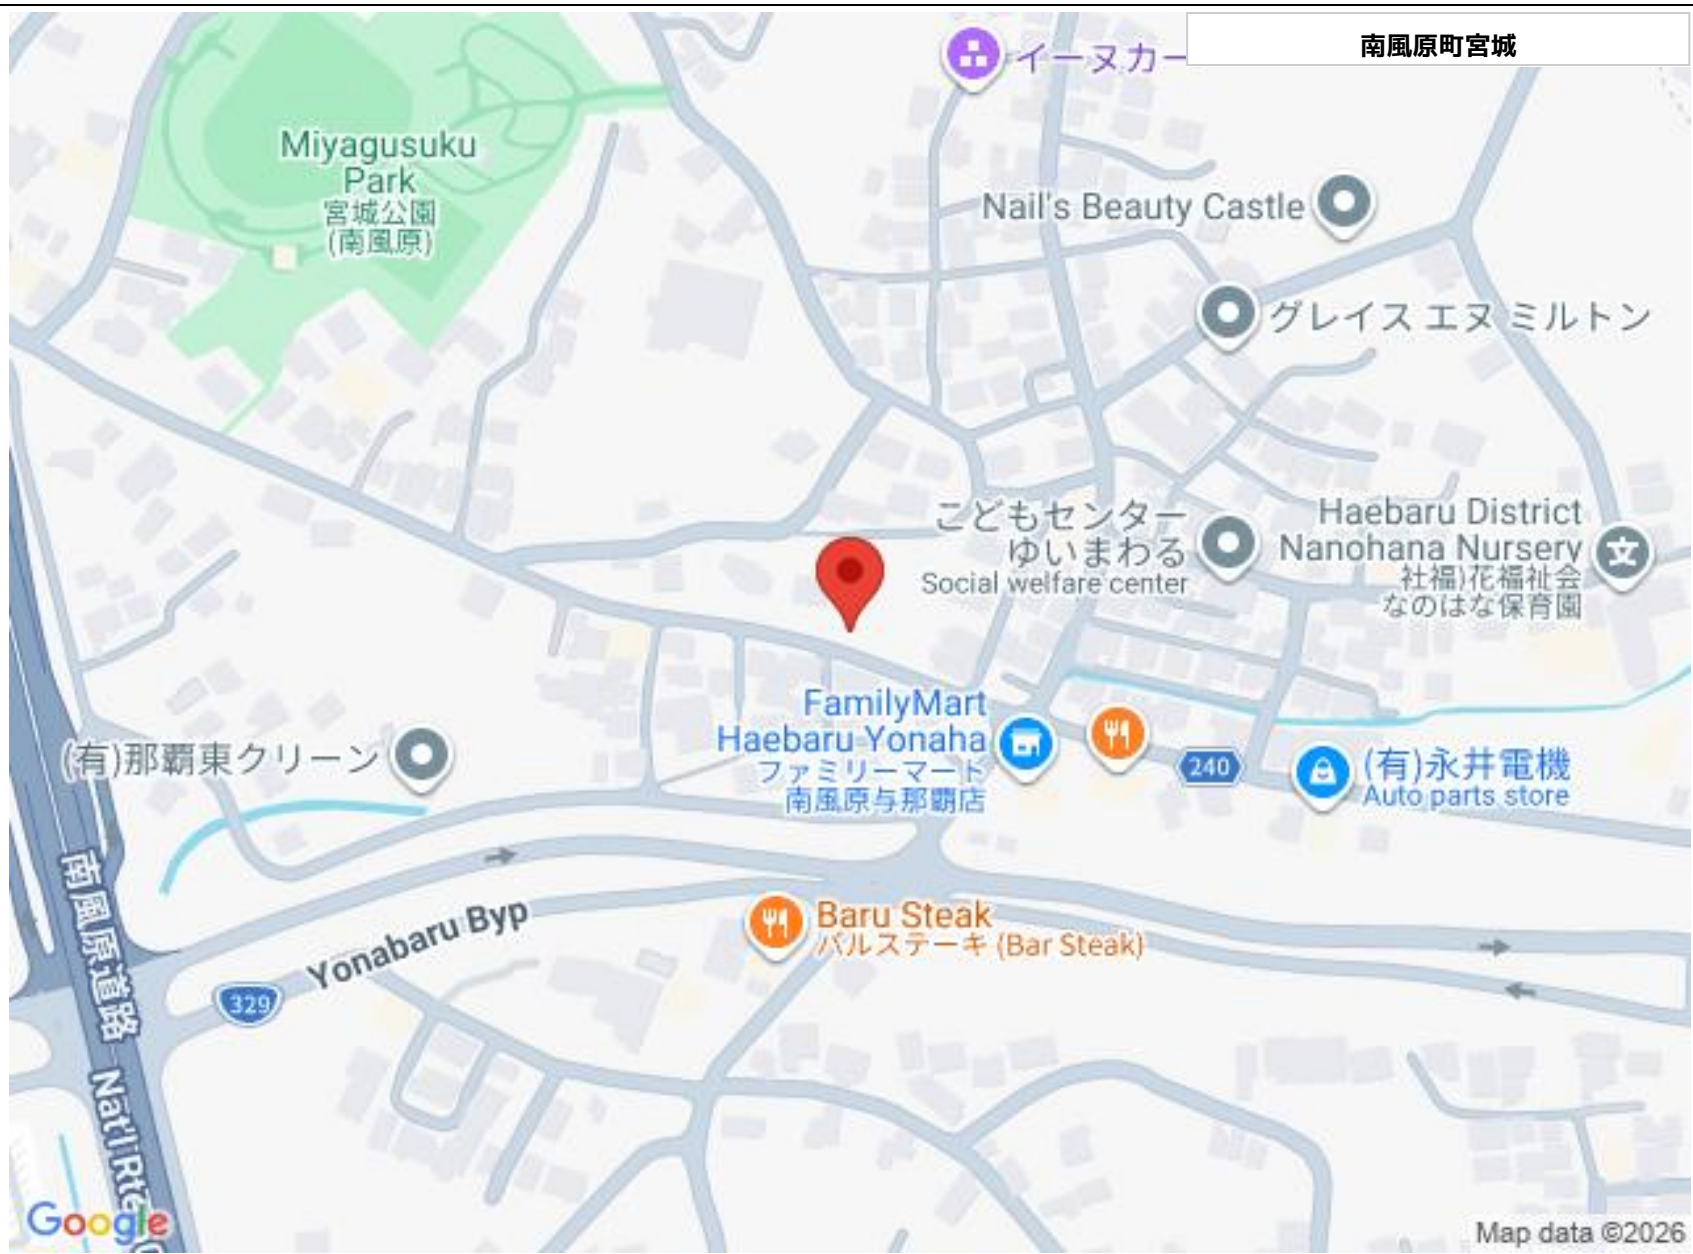 南風原町宮城
イーヌカー
Miyagusuku
Park
宮城公園
(南風原)
Nail's Beauty Castle
グレイス エヌ ミルトン
こどもセンター
ゆいまわる
Social welfare center
Haebaru District
Nanohana Nursery
社福)花福祉会
なのはな保育園
FamilyMart
Haebaru Yonaha
ファミリーマート
南風原与那覇店
240
(有)永井電機
Auto parts store
(有)那覇東クリーン
南風原道路
Nat'l Rte
Yonabaru Byp
329
Baru Steak
バルステーキ (Bar Steak)
Google
Map data ©2026